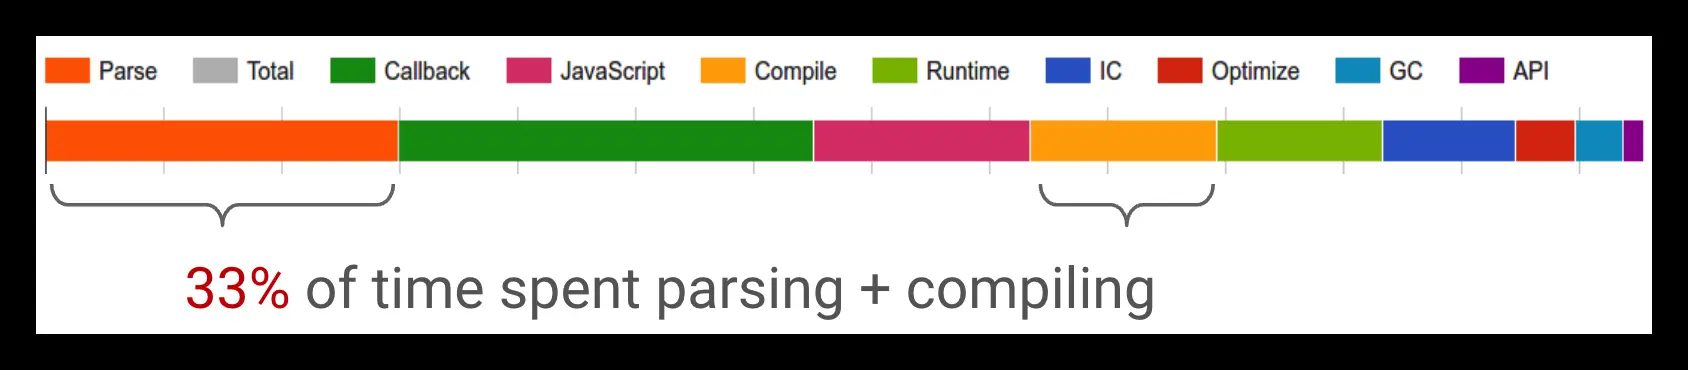 Parse Total Callback JavaScript Compile Runtime IC Optimize GC API
33% of time spent parsing + compiling